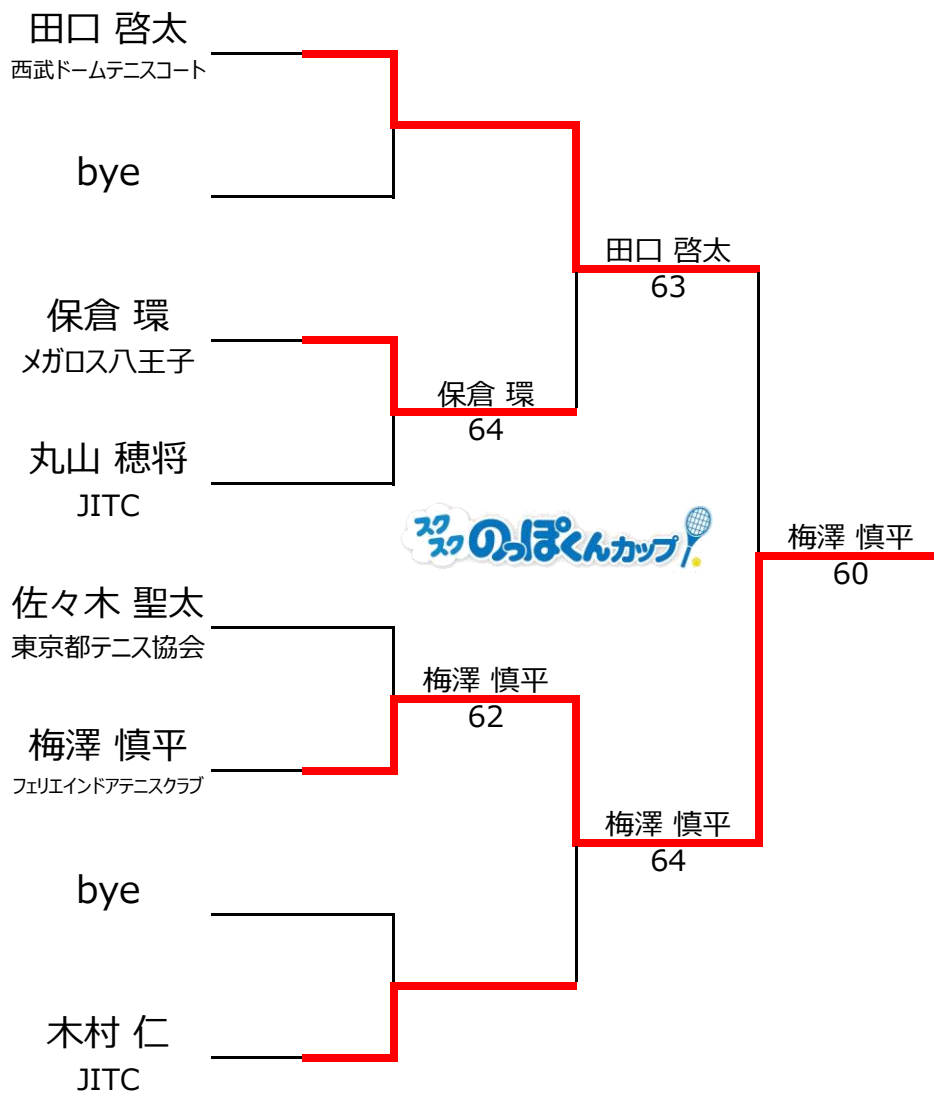 田口 啓太
西武ドームテニスコート
bye
田口 啓太
63
保倉 環
メガロス八王子
保倉 環
64
丸山 穂将
JITC
スクスク のっぽくんカップ
梅澤 慎平
60
佐々木 聖太
東京都テニス協会
梅澤 慎平
62
梅澤 慎平
フェリエインドアテニスクラブ
梅澤 慎平
64
bye
木村 仁
JITC